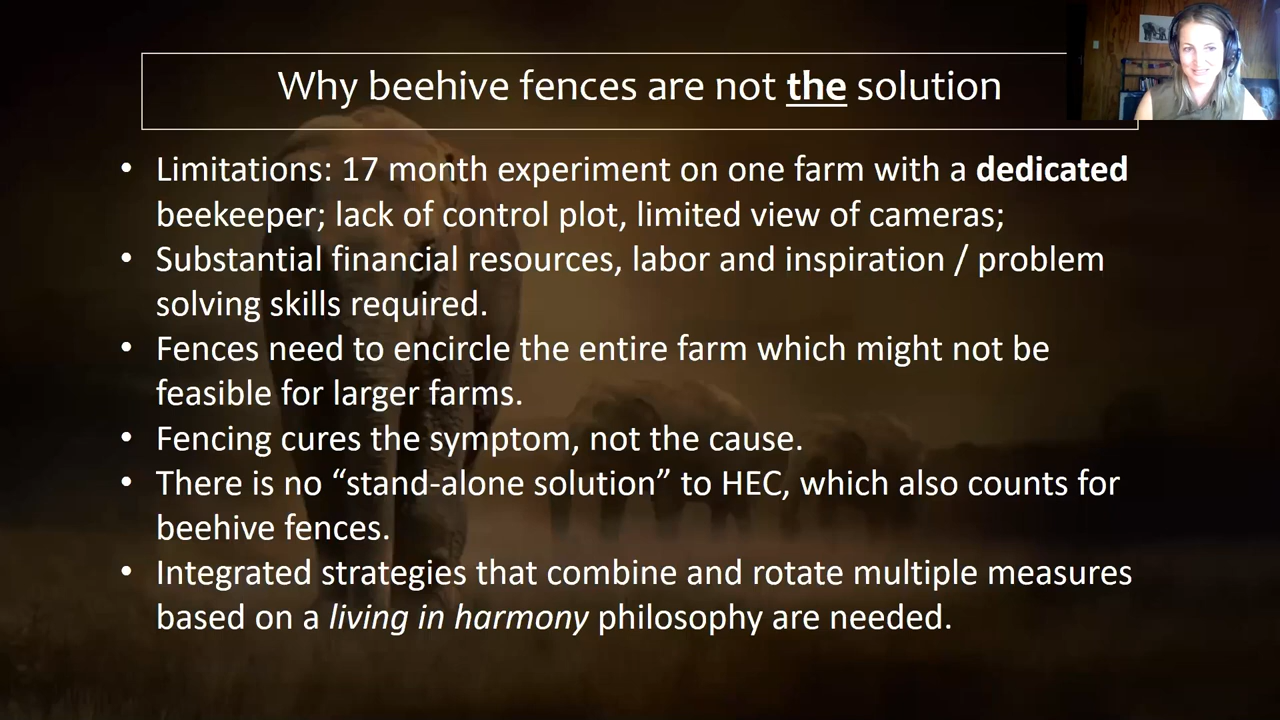 Why beehive fences are not the solution
• Limitations: 17 month experiment on one farm with a dedicated
beekeeper; lack of control plot, limited view of cameras;
• Substantial financial resources, labor and inspiration / problem
solving skills required.
• Fences need to encircle the entire farm which might not be
feasible for larger farms.
• Fencing cures the symptom, not the cause.
• There is no “stand-alone solution” to HEC, which also counts for
beehive fences.
• Integrated strategies that combine and rotate multiple measures
based on a living in harmony philosophy are needed.